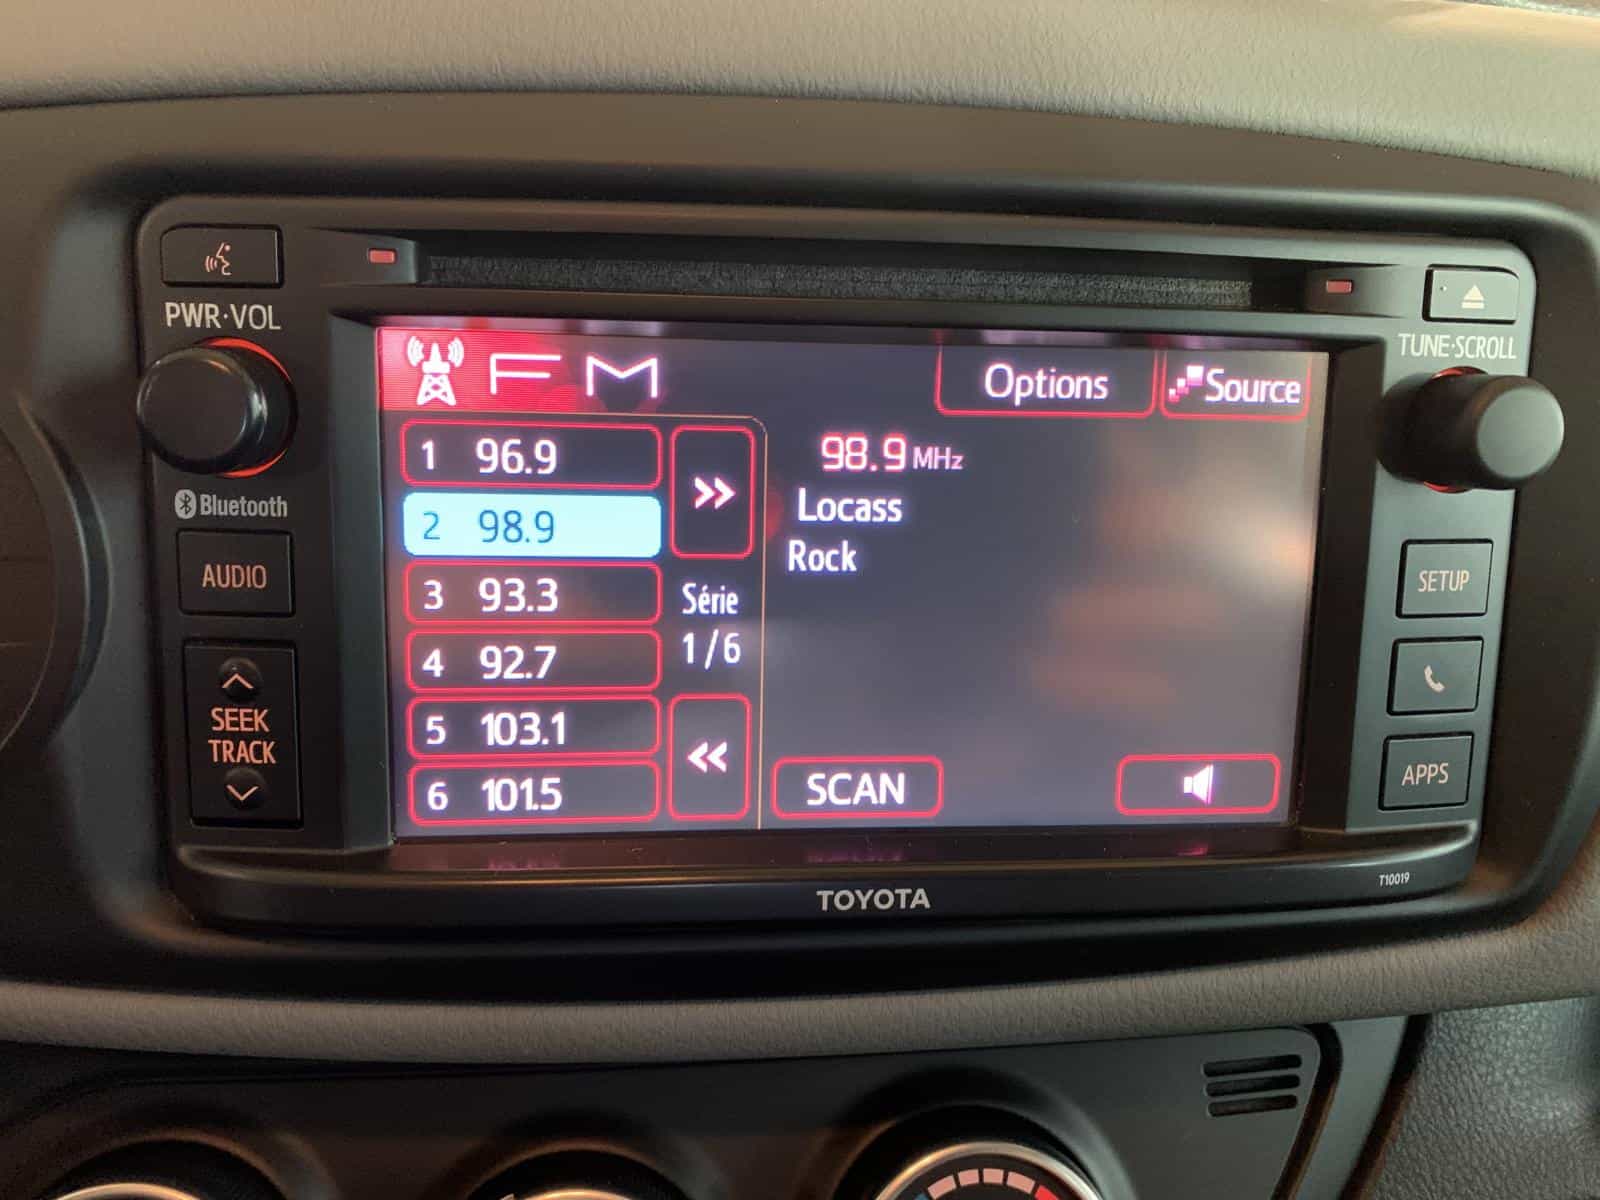 PWR·VOL
TUNE·SCROLL
FM
Options
Source
1 96.9
98.9 MHz
Bluetooth
2 98.9
Locass
Rock
AUDIO
3 93.3
Série
SETUP
4 92.7
1/6
SEEK
TRACK
5 103.1
6 101.5
SCAN
APPS
TOYOTA
T10019